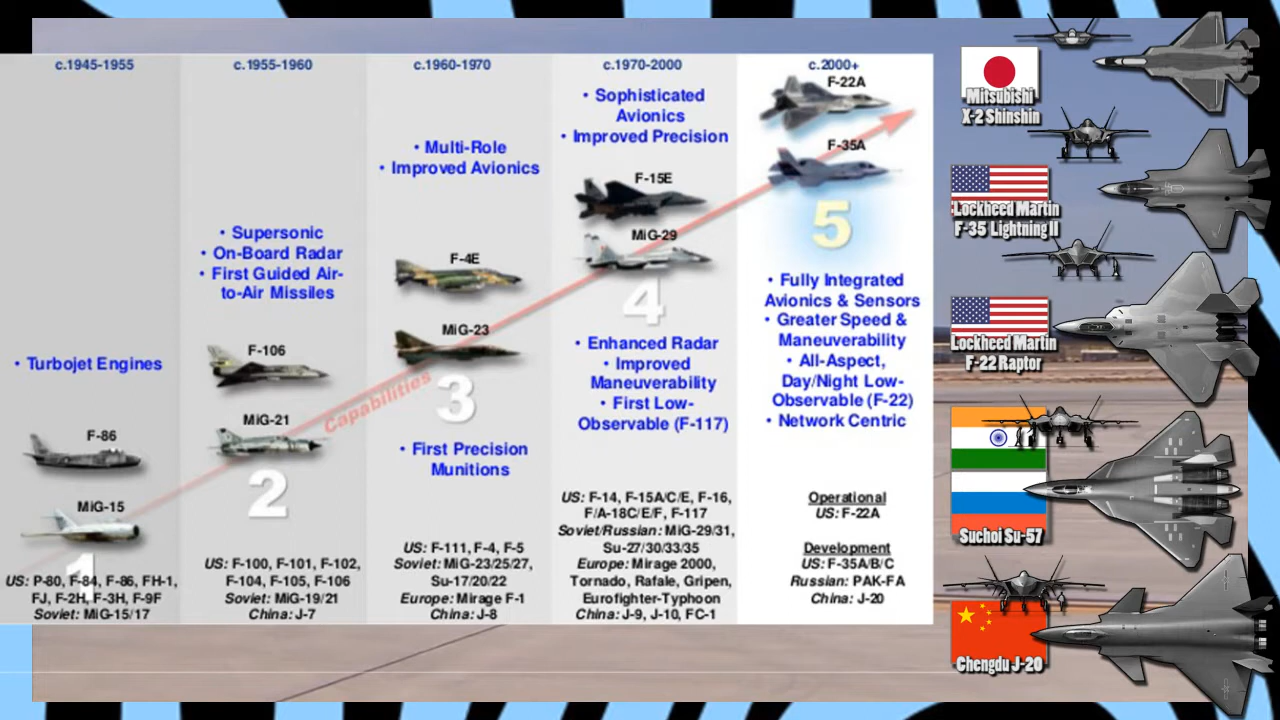 c.1945-1955
• Turbojet Engines
F-86
MiG-15
1
US: P-80, F-84, F-86, FH-1,
FJ, F-2H, F-3H, F-9F
Soviet: MiG-15/17
c.1955-1960
• Supersonic
• On-Board Radar
• First Guided Air-
to-Air Missiles
F-106
MiG-21
2
US: F-100, F-101, F-102,
F-104, F-105, F-106
Soviet: MiG-19/21
China: J-7
c.1960-1970
• Multi-Role
• Improved Avionics
F-4E
MiG-23
Capabilities
3
• First Precision
Munitions
US: F-111, F-4, F-5
Soviet: MiG-23/25/27,
Su-17/20/22
Europe: Mirage F-1
China: J-8
c.1970-2000
• Sophisticated
Avionics
• Improved Precision
F-15E
MiG-29
4
• Enhanced Radar
• Improved
Maneuverability
• First Low-
Observable (F-117)
US: F-14, F-15A/C/E, F-16,
F/A-18C/E/F, F-117
Soviet/Russian: MiG-29/31,
Su-27/30/33/35
Europe: Mirage 2000,
Tornado, Rafale, Gripen,
Eurofighter-Typhoon
China: J-9, J-10, FC-1
c.2000+
F-22A
F-35A
5
• Fully Integrated
Avionics & Sensors
• Greater Speed &
Maneuverability
• All-Aspect,
Day/Night Low-
Observable (F-22)
• Network Centric
Operational
US: F-22A
Development
US: F-35A/B/C
Russian: PAK-FA
China: J-20
Mitsubishi
X-2 Shinshin
Lockheed Martin
F-35 Lightning II
Lockheed Martin
F-22 Raptor
Suchoi Su-57
Chengdu J-20